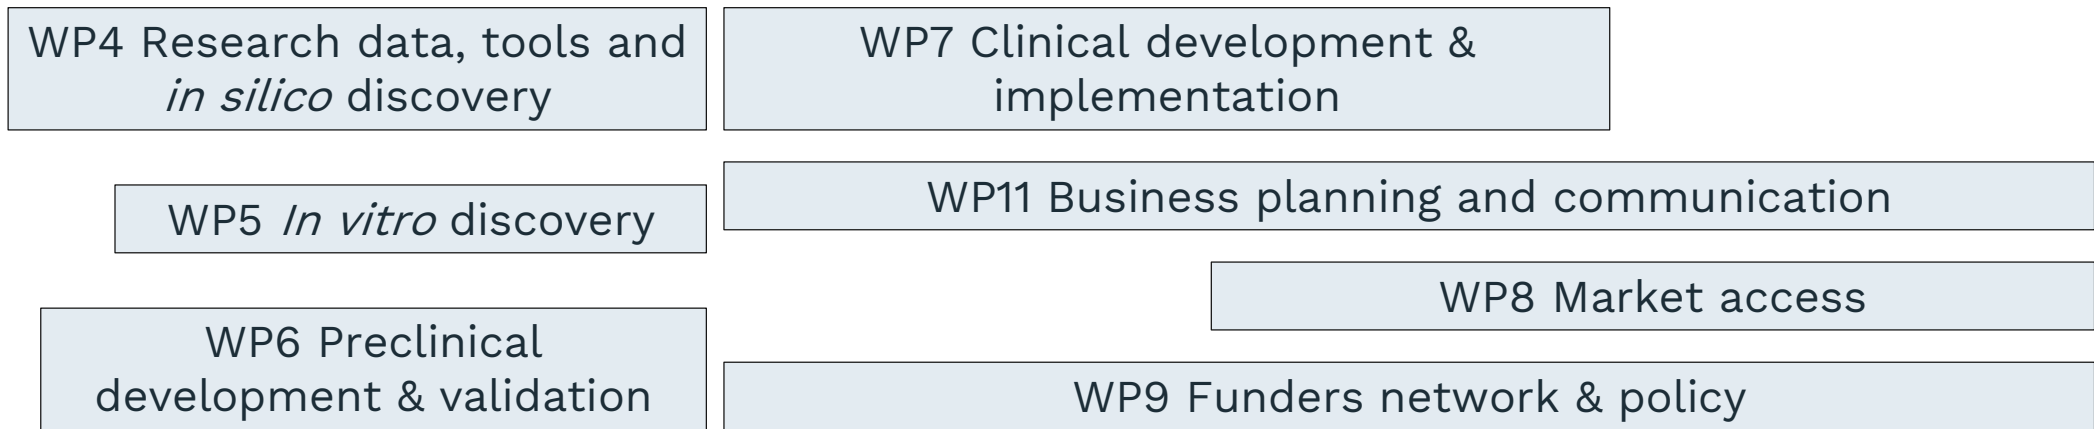 WP4 Research data, tools and
in silico discovery
WP5 In vitro discovery
WP6 Preclinical
development & validation
WP7 Clinical development &
implementation
WP11 Business planning and communication
WP8 Market access
WP9 Funders network & policy